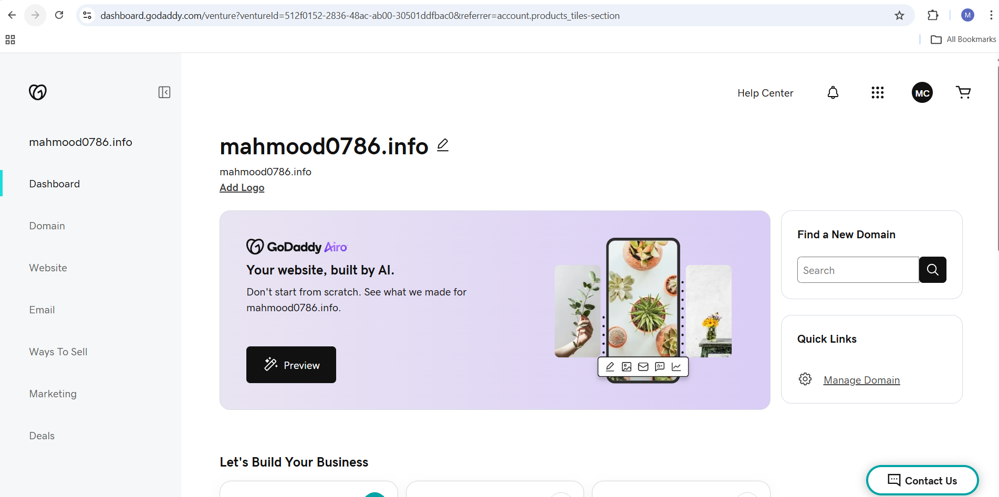 dashboard.godaddy.com/venture?ventureId=512f0152-2836-48ac-ab00-30501ddfbac0&referrer=account.products_tiles-section
M
All Bookmarks
Help Center
MC
mahmood0786.info
Dashboard
Domain
Website
Email
Ways To Sell
Marketing
Deals
mahmood0786.info
mahmood0786.info
Add Logo
GoDaddy Airo
Your website, built by AI.
Don't start from scratch. See what we made for
mahmood0786.info.
Preview
Find a New Domain
Search
Quick Links
Manage Domain
Let's Build Your Business
Contact Us